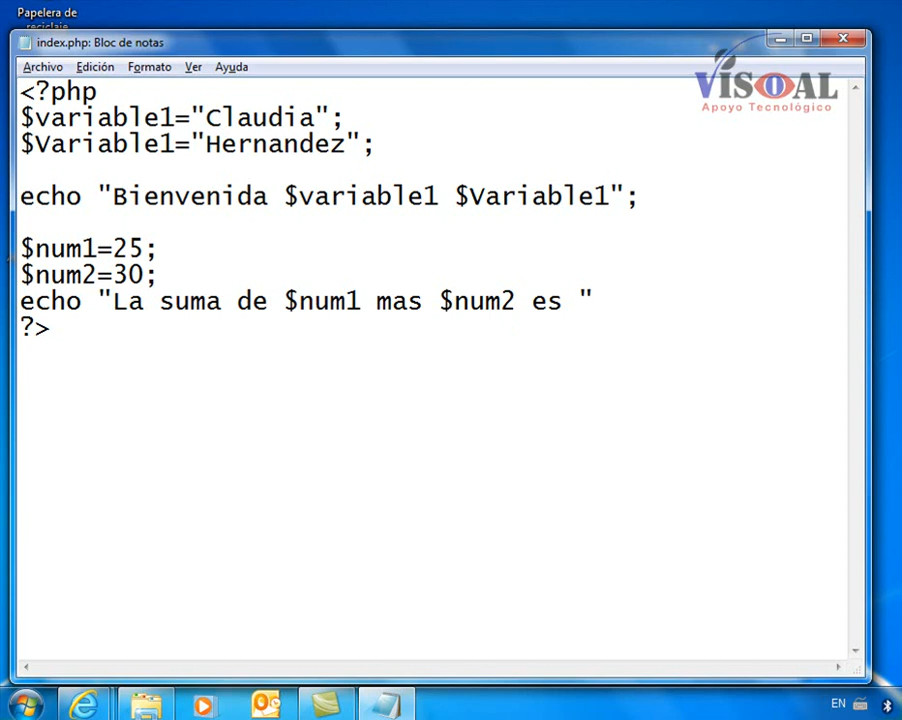 Papelera de
reciclaje
index.php: Bloc de notas
Archivo Edición Formato Ver Ayuda
VISOAL
Apoyo Tecnológico
<?php
$variable1="Claudia";
$Variable1="Hernandez";
echo "Bienvenida $variable1 $Variable1";
$num1=25;
$num2=30;
echo "La suma de $num1 mas $num2 es "
?>
EN